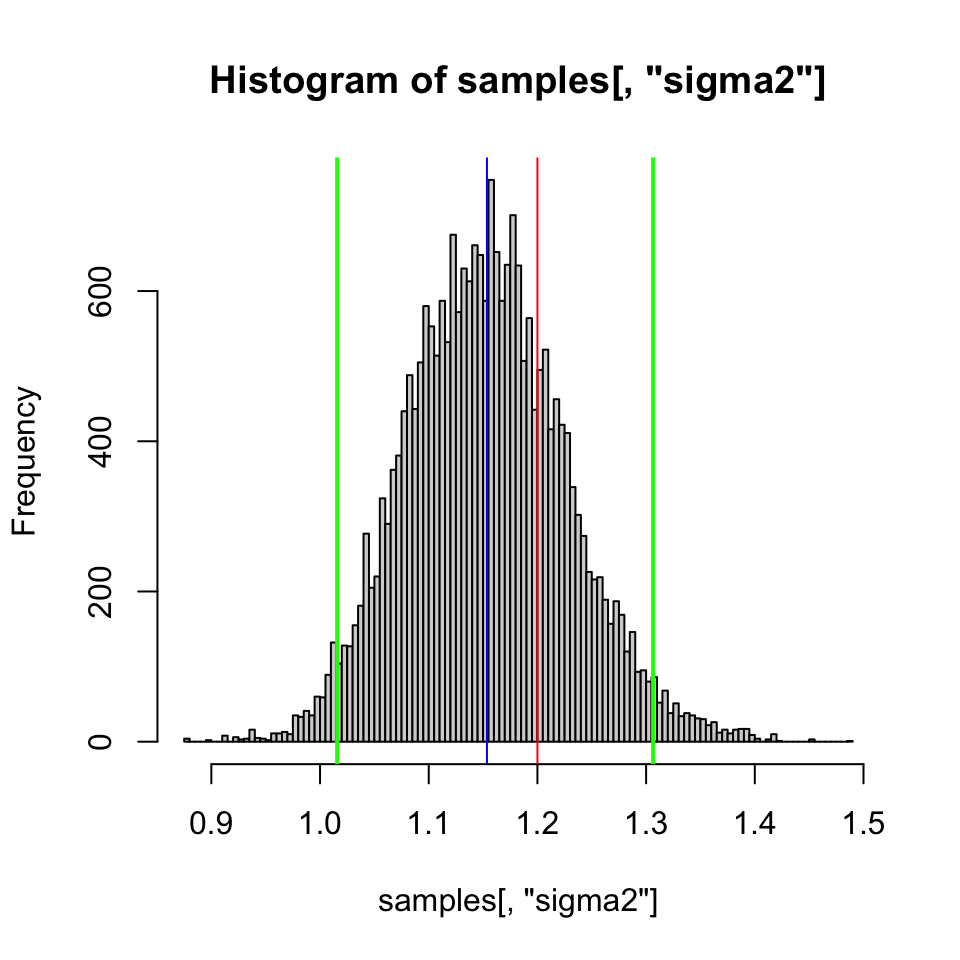 Histogram of samples[, "sigma2"]
Frequency
600
400
200
0
0.9 1.0 1.1 1.2 1.3 1.4 1.5
samples[, "sigma2"]